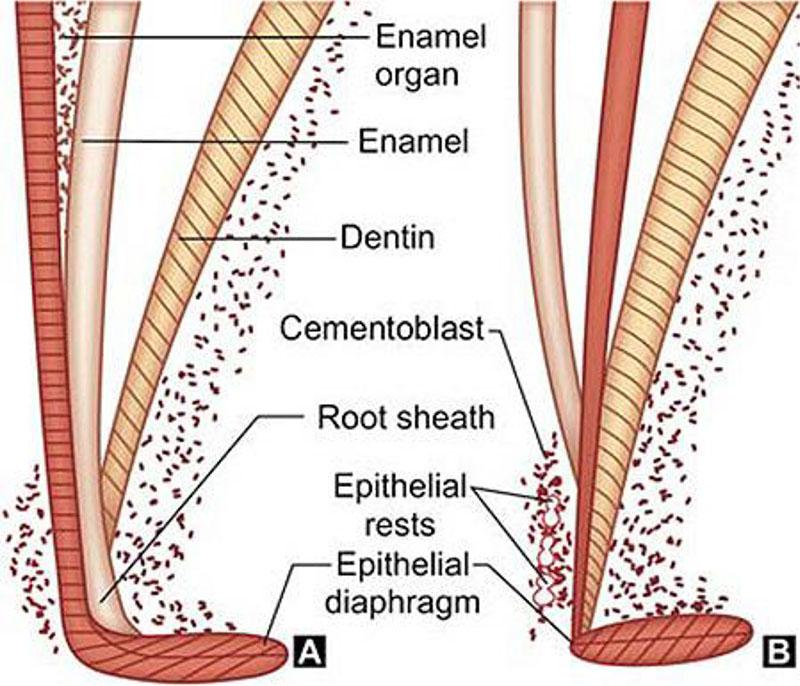 Enamel
organ
Enamel
Dentin
Cementoblast
Root sheath
Epithelial
rests
Epithelial
diaphragm
A
B